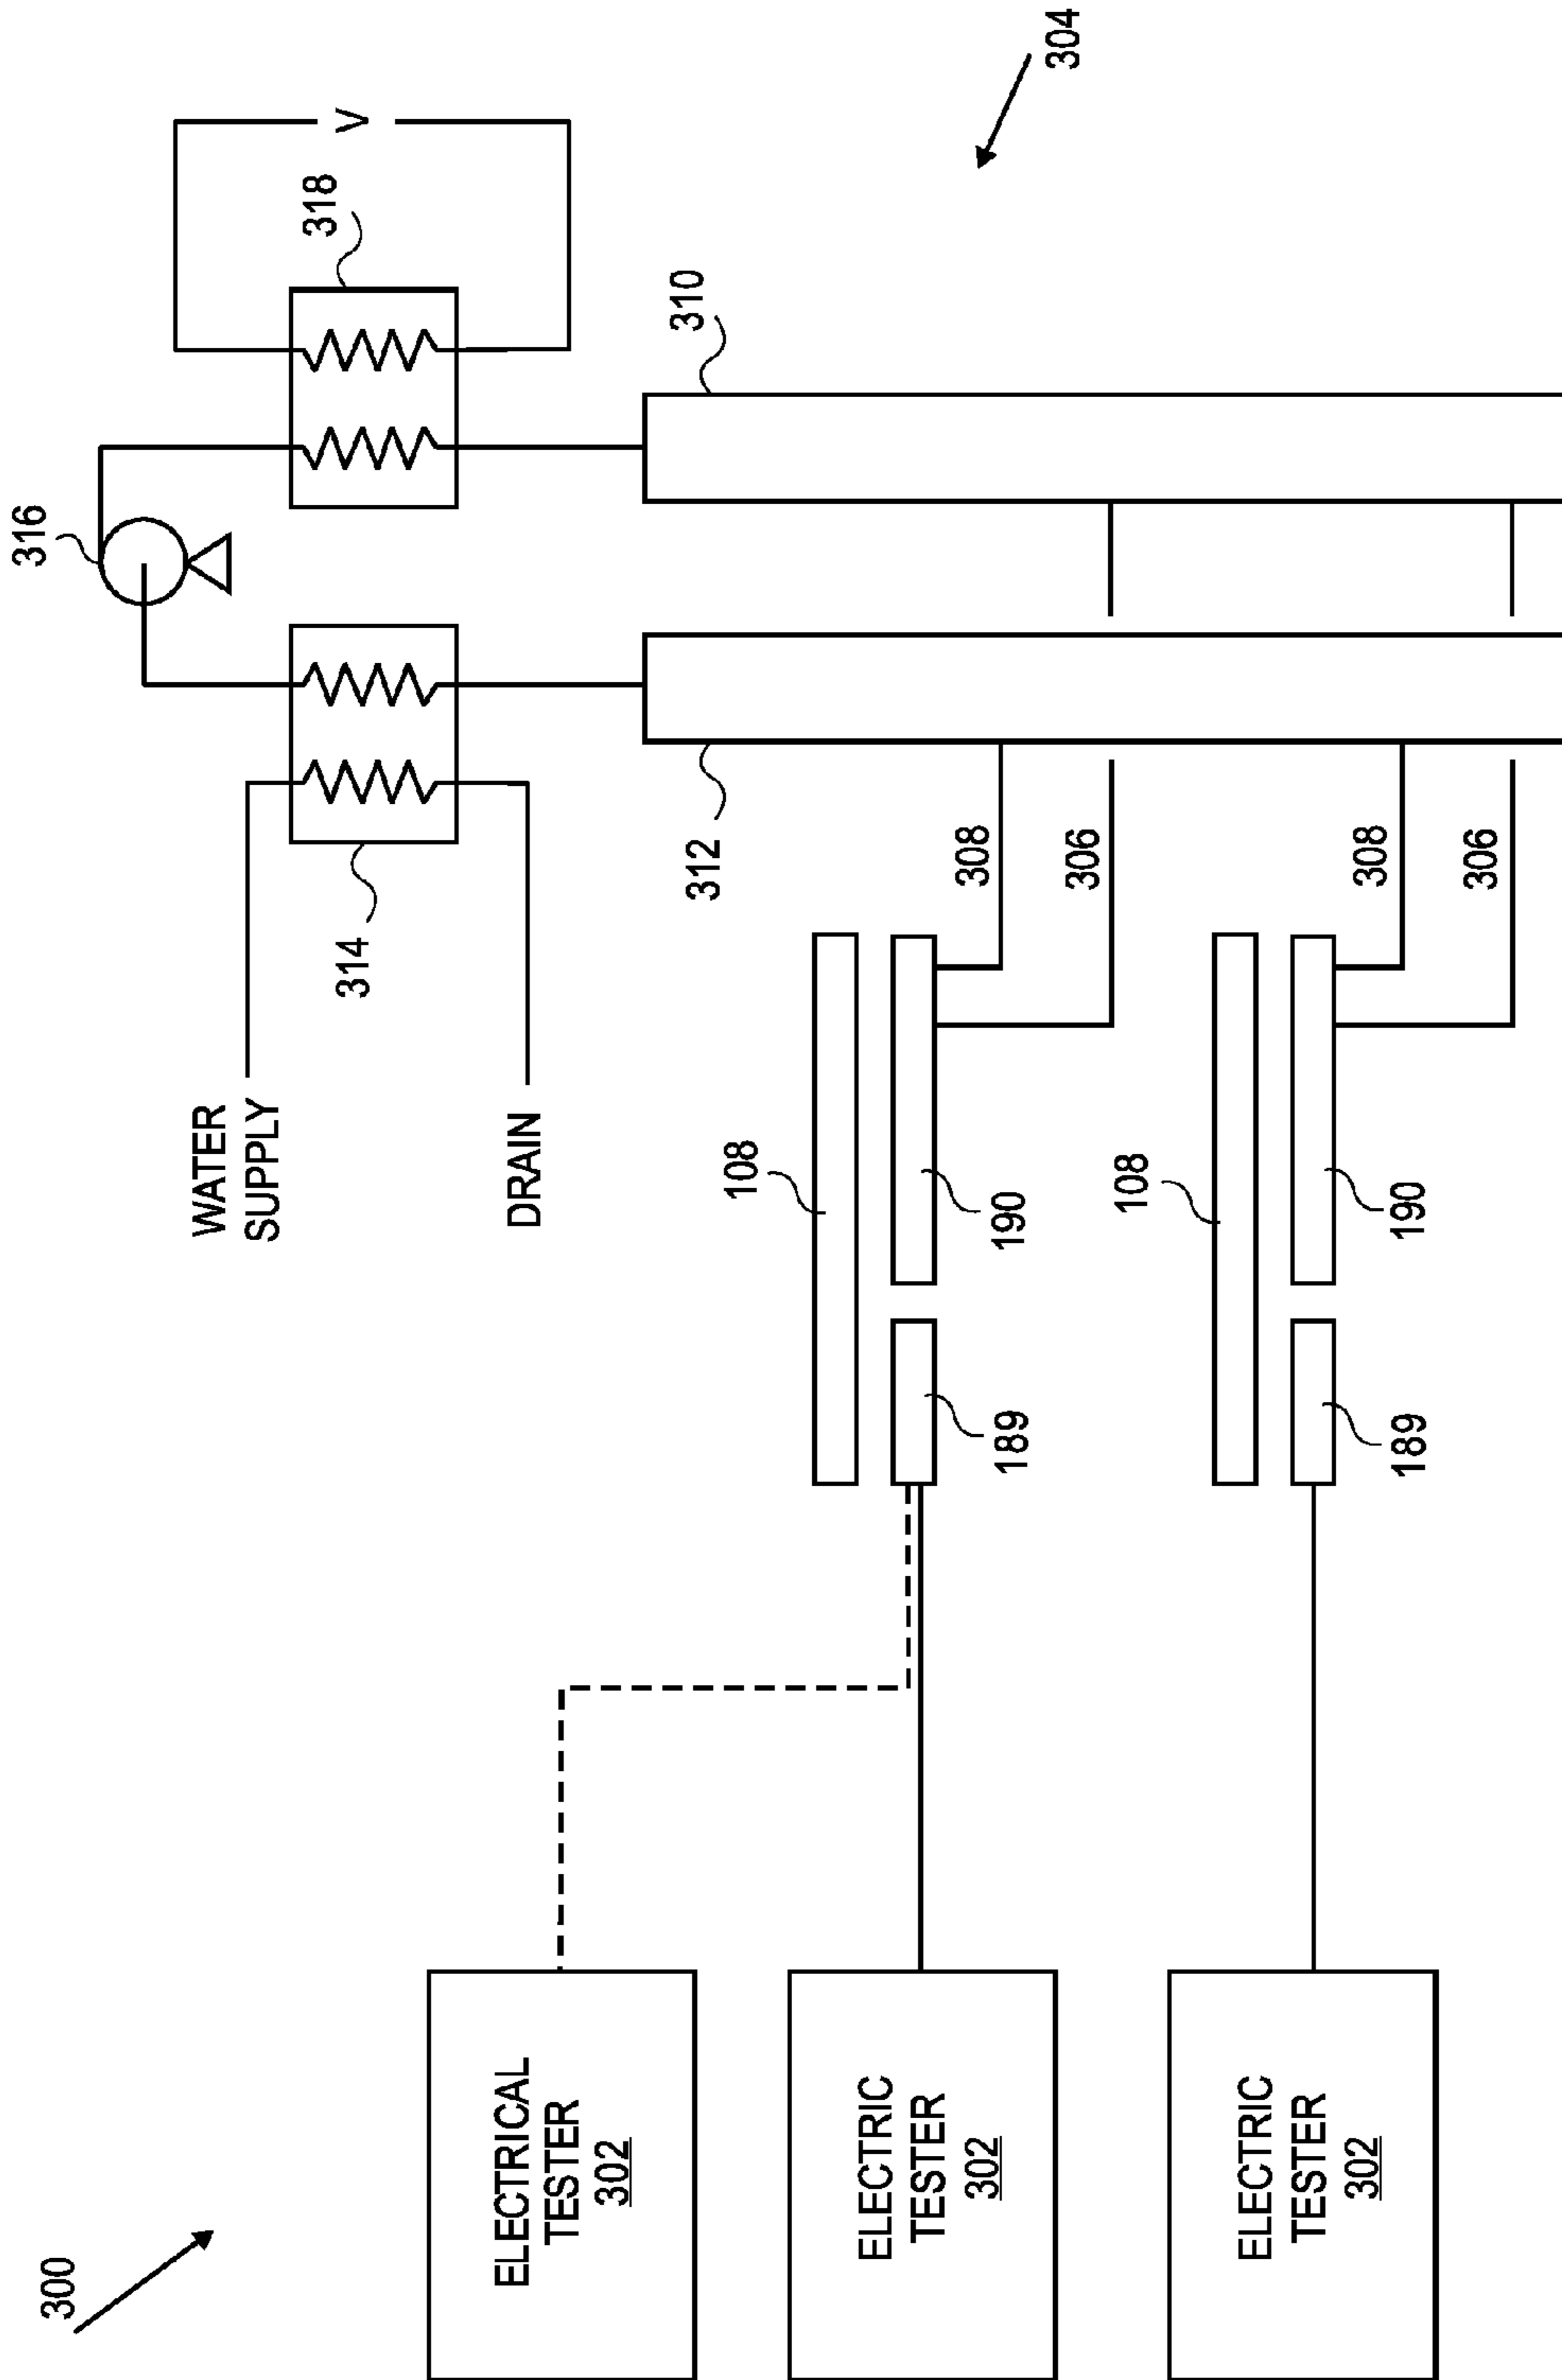 300
304
316
318
V
310
314
312
WATER
SUPPLY
DRAIN
308
306
308
306
108
190
189
108
190
189
ELECTRICAL
TESTER
302
ELECTRIC
TESTER
302
ELECTRIC
TESTER
302